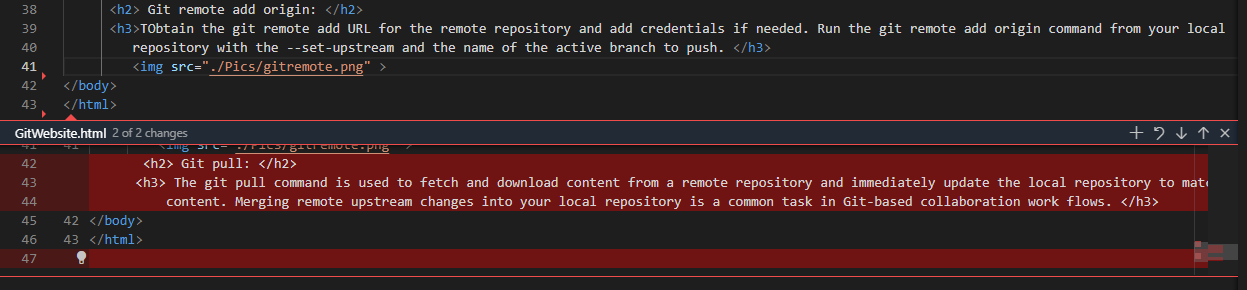 38 <h2> Git remote add origin: </h2>
39 <h3>TObtain the git remote add URL for the remote repository and add credentials if needed. Run the git remote add origin command from your local
40 repository with the --set-upstream and the name of the active branch to push. </h3>
41 <img src="./Pics/gitremote.png" >
42 </body>
43 </html>
GitWebsite.html 2 of 2 changes
41 41 <img src="./Pics/gitremote.png" >
42 <h2> Git pull: </h2>
43 <h3> The git pull command is used to fetch and download content from a remote repository and immediately update the local repository to matc
44 content. Merging remote upstream changes into your local repository is a common task in Git-based collaboration work flows. </h3>
45 42 </body>
46 43 </html>
47